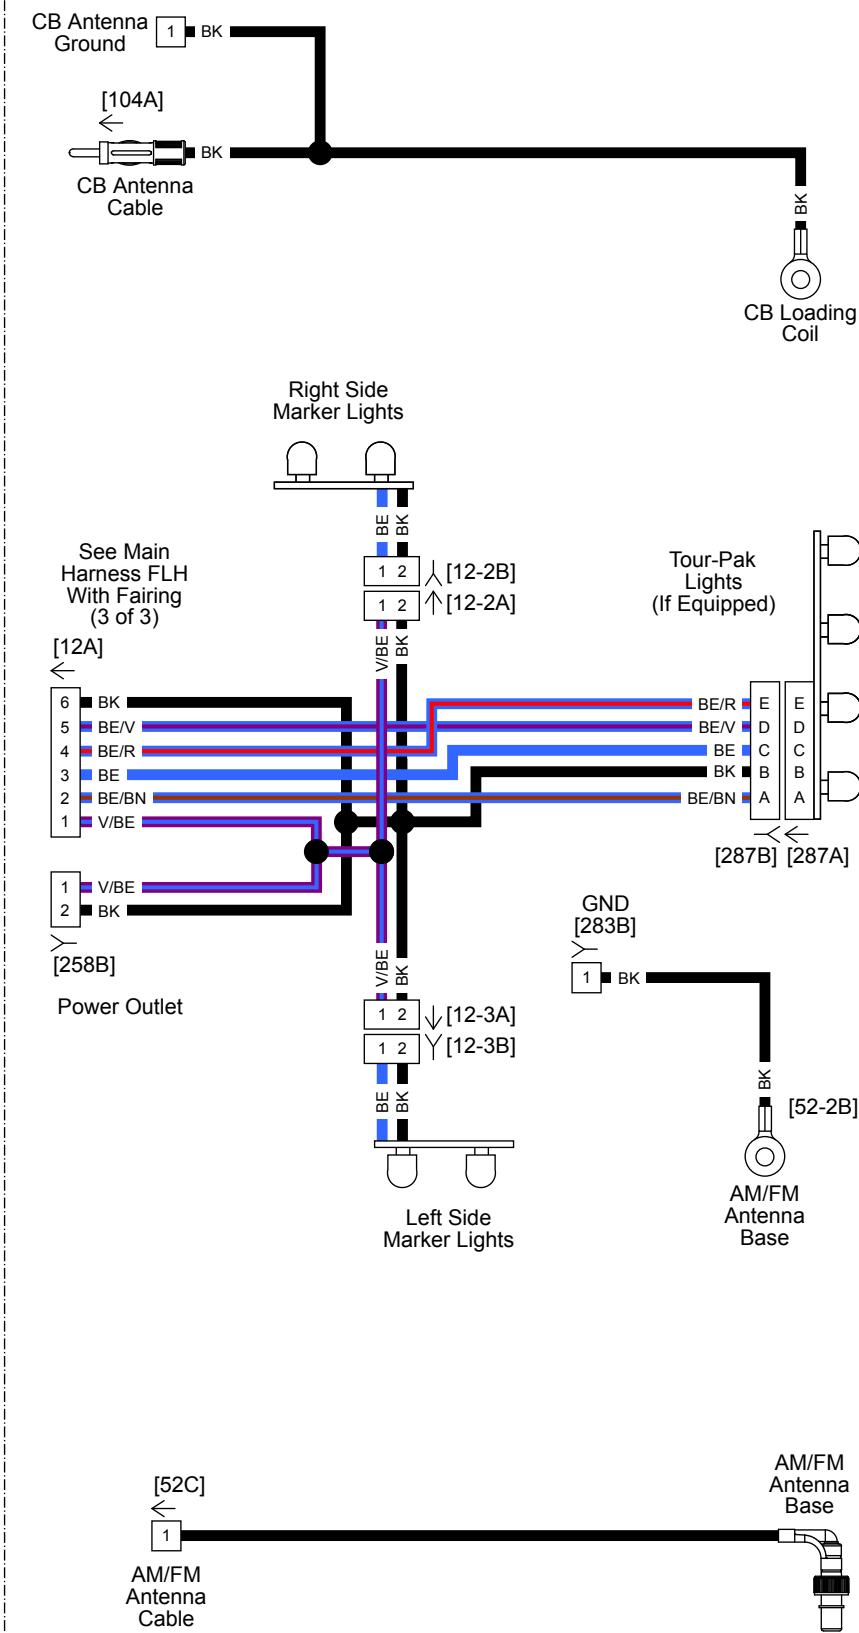 CB Antenna
Ground
1
BK
[104A]
BK
CB Antenna
Cable
BK
CB Loading
Coil
Right Side
Marker Lights
BE
BK
1 2
[12-2B]
1 2
[12-2A]
V/BE
BK
See Main
Harness FLH
With Fairing
(3 of 3)
[12A]
6 BK
5 BE/V
4 BE/R
3 BE
2 BE/BN
1 V/BE
Tour-Pak
Lights
(If Equipped)
BE/R E E
BE/V D D
BE C C
BK B B
BE/BN A A
[287B] [287A]
1 V/BE
2 BK
[258B]
Power Outlet
V/BE
BK
1 2
[12-3A]
1 2
[12-3B]
BE
BK
Left Side
Marker Lights
GND
[283B]
1
BK
BK
[52-2B]
AM/FM
Antenna
Base
[52C]
1
AM/FM
Antenna
Cable
AM/FM
Antenna
Base